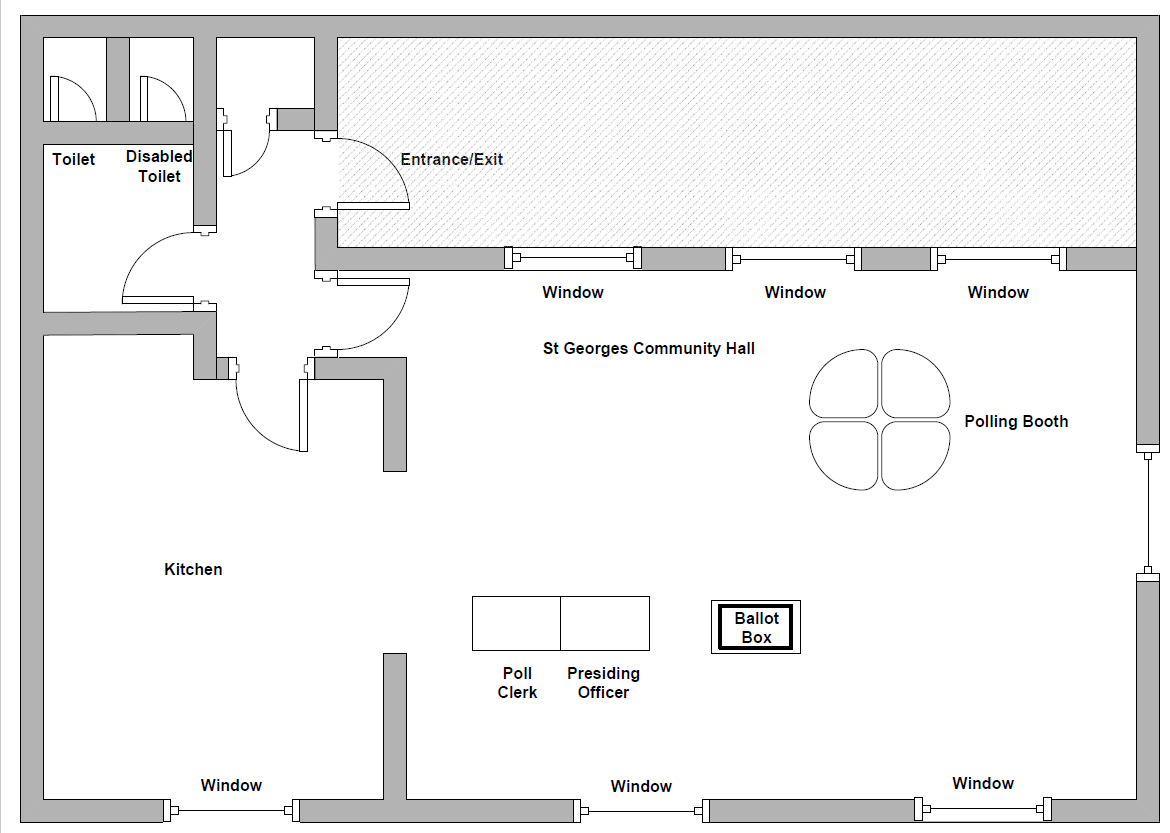 Toilet
Disabled
Toilet
Entrance/Exit
Window
Window
Window
St Georges Community Hall
Polling Booth
Kitchen
Ballot
Box
Poll
Clerk
Presiding
Officer
Window
Window
Window